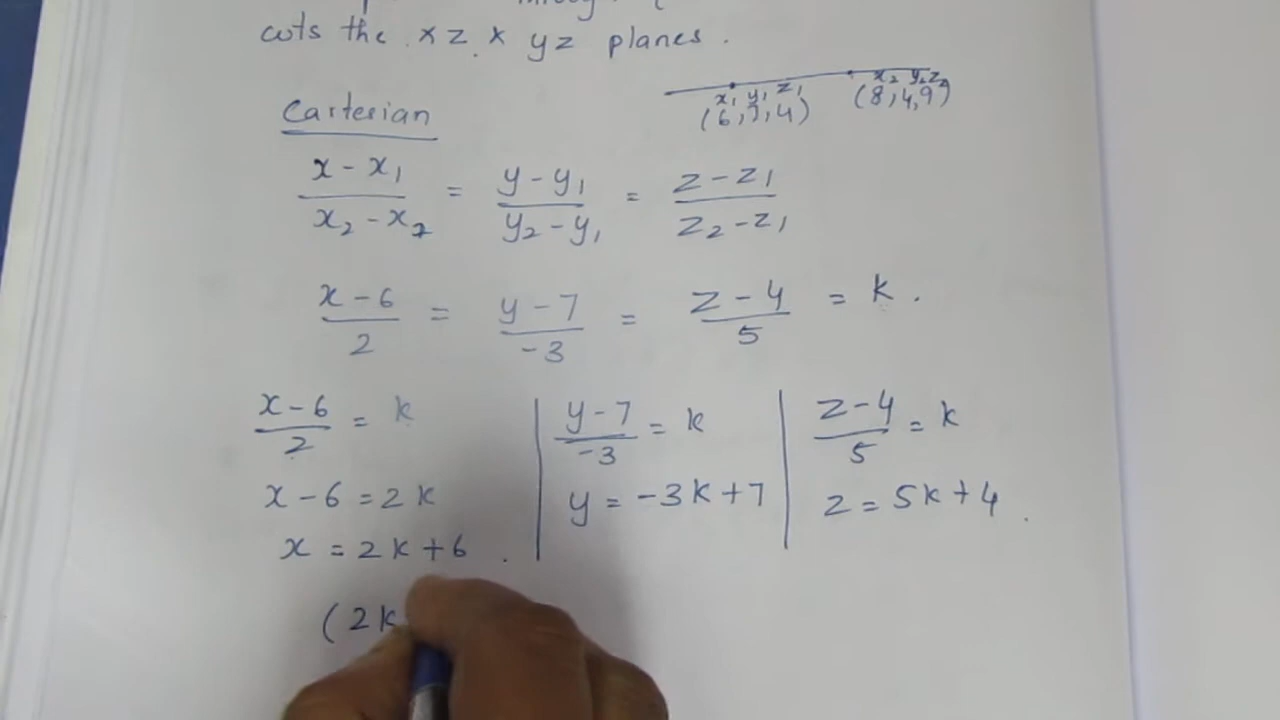 cuts the xz x yz planes.
x₁ y₁ z₁ x₂ y₂ z₂
(6,7,4) (8,4,9)
Cartesian
x - x₁ / x₂ - x₂ = y - y₁ / y₂ - y₁ = z - z₁ / z₂ - z₁
x - 6 / 2 = y - 7 / -3 = z - 4 / 5 = k.
x - 6 / 2 = k | y - 7 / -3 = k | z - 4 / 5 = k
x - 6 = 2k | y = -3k + 7 | z = 5k + 4.
x = 2k + 6.
(2k